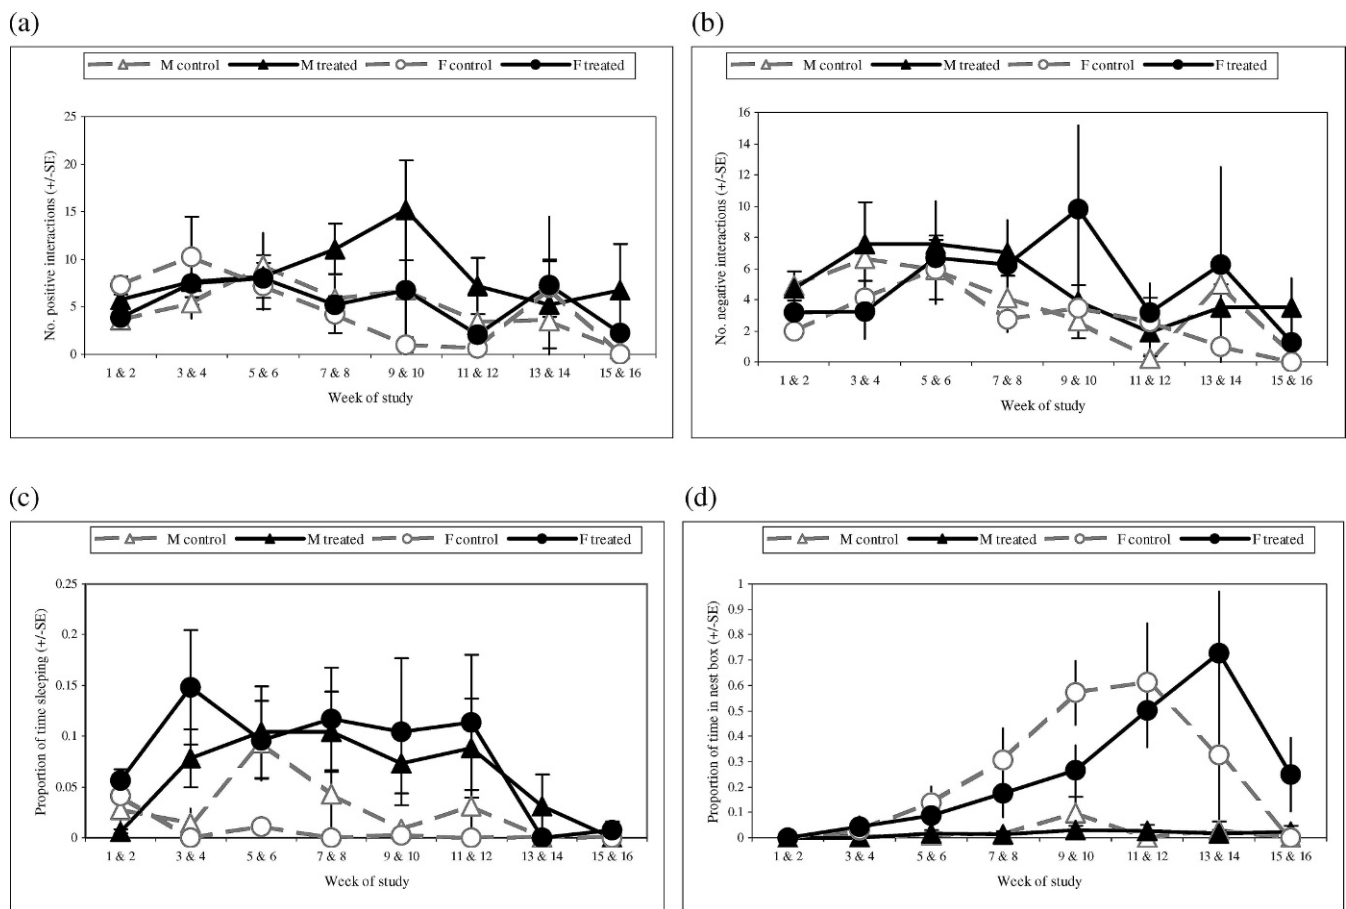 (a)
M control M treated F control F treated
No. positive interactions (+/-SE)
25
20
15
10
5
0
1 & 2 3 & 4 5 & 6 7 & 8 9 & 10 11 & 12 13 & 14 15 & 16
Week of study
(b)
M control M treated F control F treated
No. negative interactions (+/-SE)
16
14
12
10
8
6
4
2
0
1 & 2 3 & 4 5 & 6 7 & 8 9 & 10 11 & 12 13 & 14 15 & 16
Week of study
(c)
M control M treated F control F treated
Proportion of time sleeping (+/-SE)
0.25
0.2
0.15
0.1
0.05
0
1 & 2 3 & 4 5 & 6 7 & 8 9 & 10 11 & 12 13 & 14 15 & 16
Week of study
(d)
M control M treated F control F treated
Proportion of time in nest box (+/-SE)
1
0.9
0.8
0.7
0.6
0.5
0.4
0.3
0.2
0.1
0
1 & 2 3 & 4 5 & 6 7 & 8 9 & 10 11 & 12 13 & 14 15 & 16
Week of study